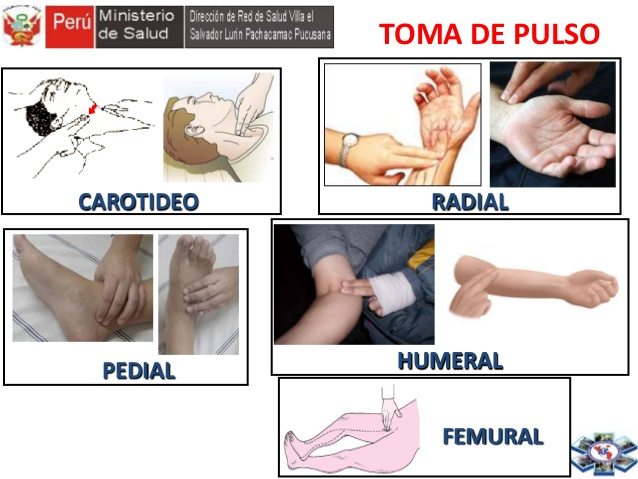 Perú
Ministerio
de Salud
Dirección de Red de Salud Villa el
Salvador Lurin Pachacamac Pucusana
TOMA DE PULSO
CAROTIDEO
RADIAL
PEDIAL
HUMERAL
FEMURAL